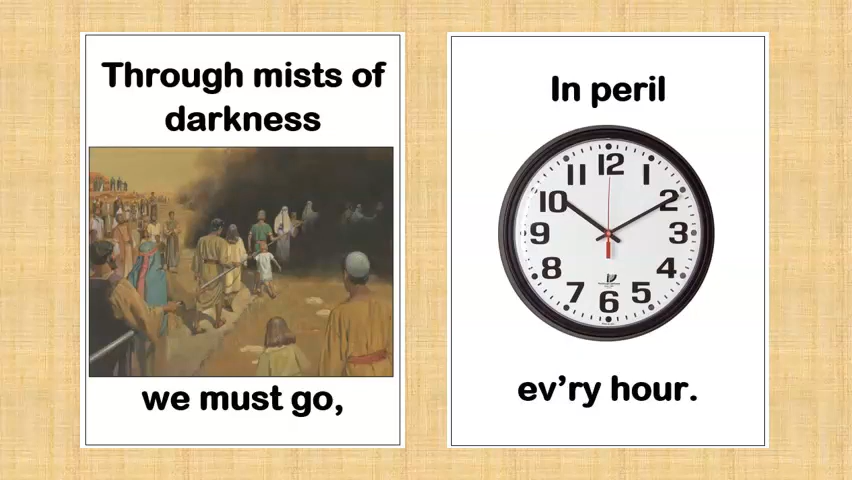 Through mists of
darkness
we must go,
In peril
12
11 1
10 2
9 3
8 4
7 5
6
ev’ry hour.